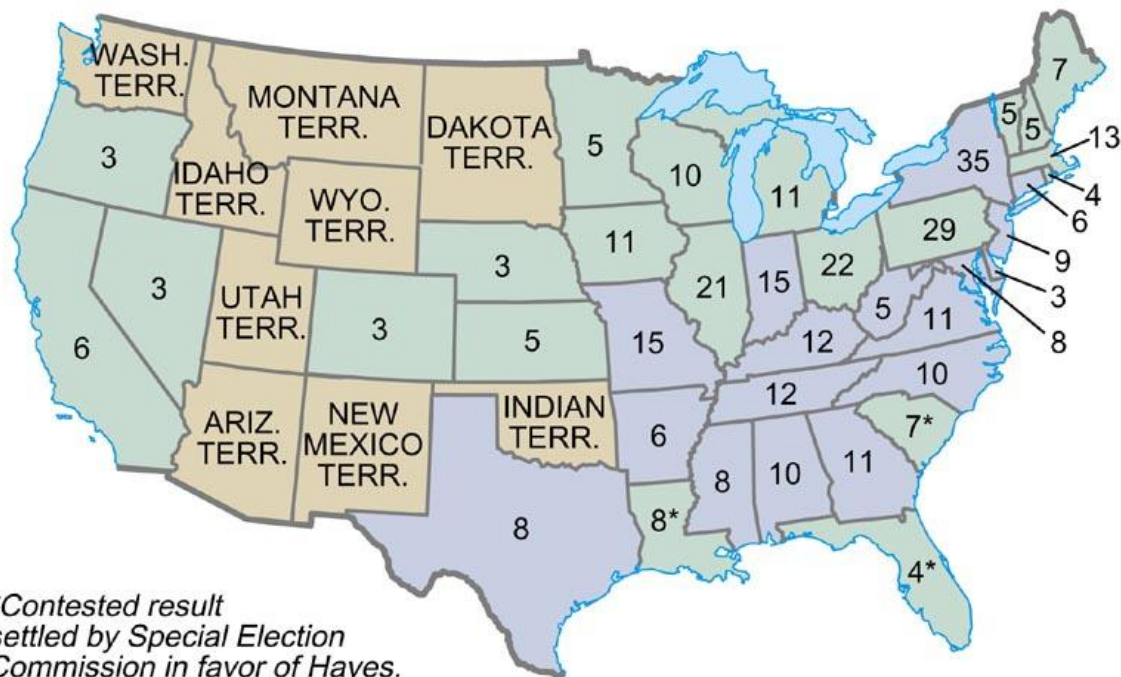 WASH.
TERR.
MONTANA
TERR.
DAKOTA
TERR.
IDAHO
TERR.
WYO.
TERR.
UTAH
TERR.
ARIZ.
TERR.
NEW
MEXICO
TERR.
INDIAN
TERR.
3
6
3
3
3
5
5
11
15
6
8
8*
10
21
11
15
22
12
12
8
10
11
4*
7*
10
11
5
29
35
5
5
7
13
4
6
9
3
8
Contested result
settled by Special Election
Commission in favor of Hayes.